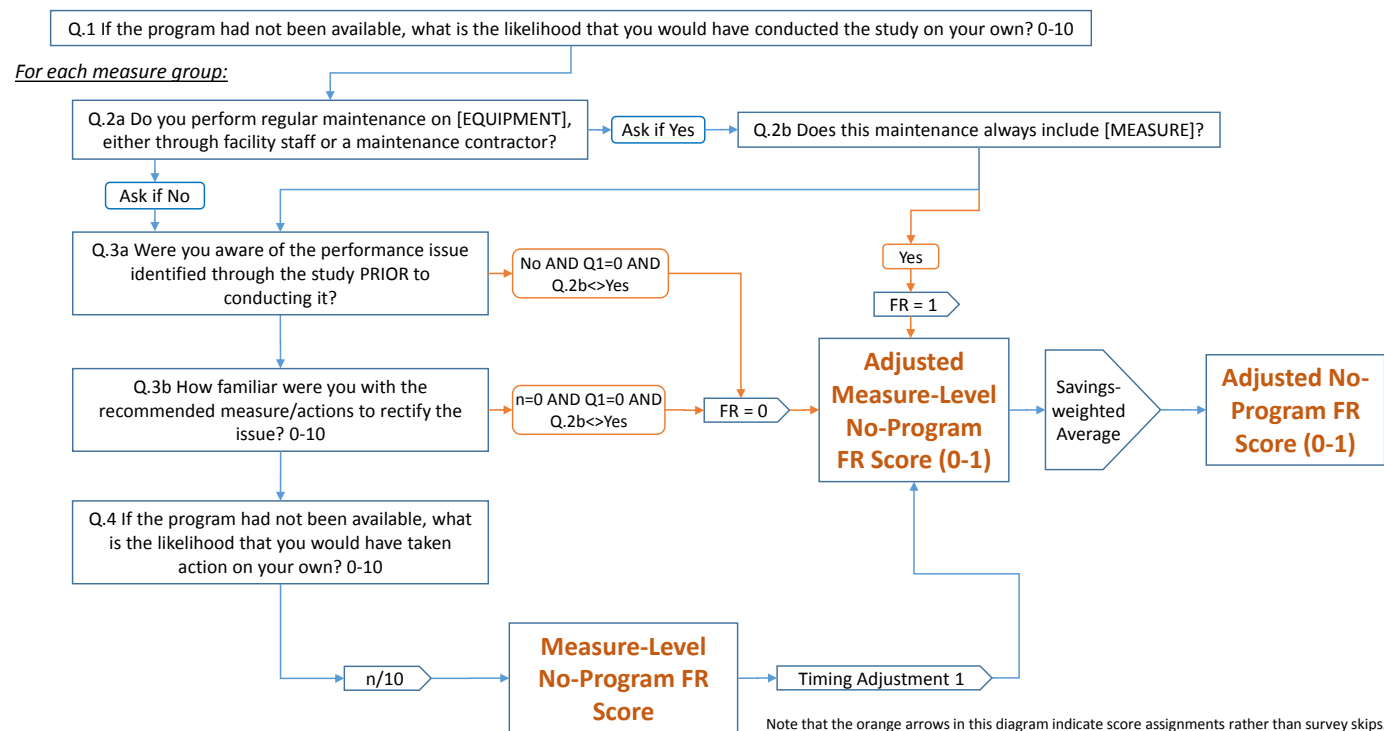 Q.1 If the program had not been available, what is the likelihood that you would have conducted the study on your own? 0-10
For each measure group:
Q.2a Do you perform regular maintenance on [EQUIPMENT],
either through facility staff or a maintenance contractor?
Ask if Yes
Q.2b Does this maintenance always include [MEASURE]?
Ask if No
Q.3a Were you aware of the performance issue
identified through the study PRIOR to
conducting it?
No AND Q1=0 AND
Q.2b<>Yes
Yes
FR = 1
Q.3b How familiar were you with the
recommended measure/actions to rectify the
issue? 0-10
n=0 AND Q1=0 AND
Q.2b<>Yes
FR = 0
Adjusted
Measure-Level
No-Program
FR Score (0-1)
Savings-
weighted
Average
Adjusted No-
Program FR
Score (0-1)
Q.4 If the program had not been available, what
is the likelihood that you would have taken
action on your own? 0-10
n/10
Measure-Level
No-Program FR
Score
Timing Adjustment 1
Note that the orange arrows in this diagram indicate score assignments rather than survey skips.